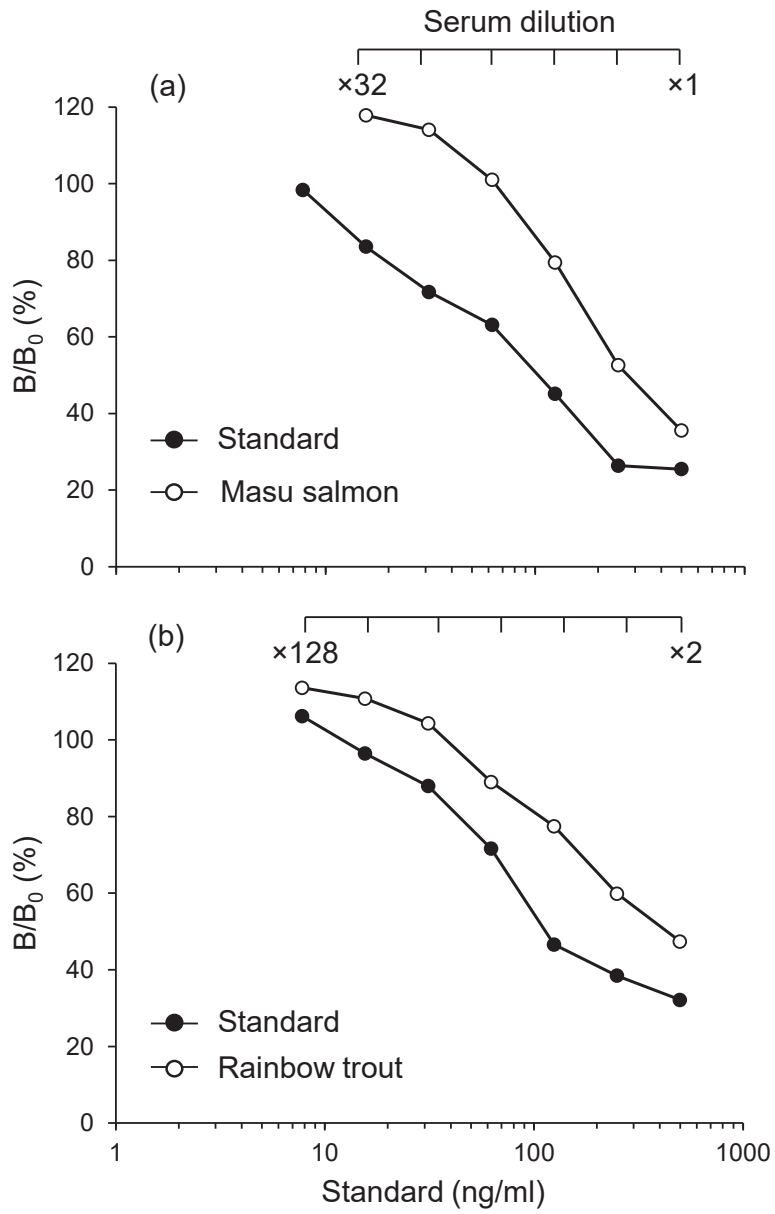 Serum dilution
(a)
×32
×1
120
100
80
60
40
20
0
B/B₀ (%)
Standard
Masu salmon
(b)
×128
×2
120
100
80
60
40
20
0
B/B₀ (%)
Standard
Rainbow trout
1
10
100
1000
Standard (ng/ml)